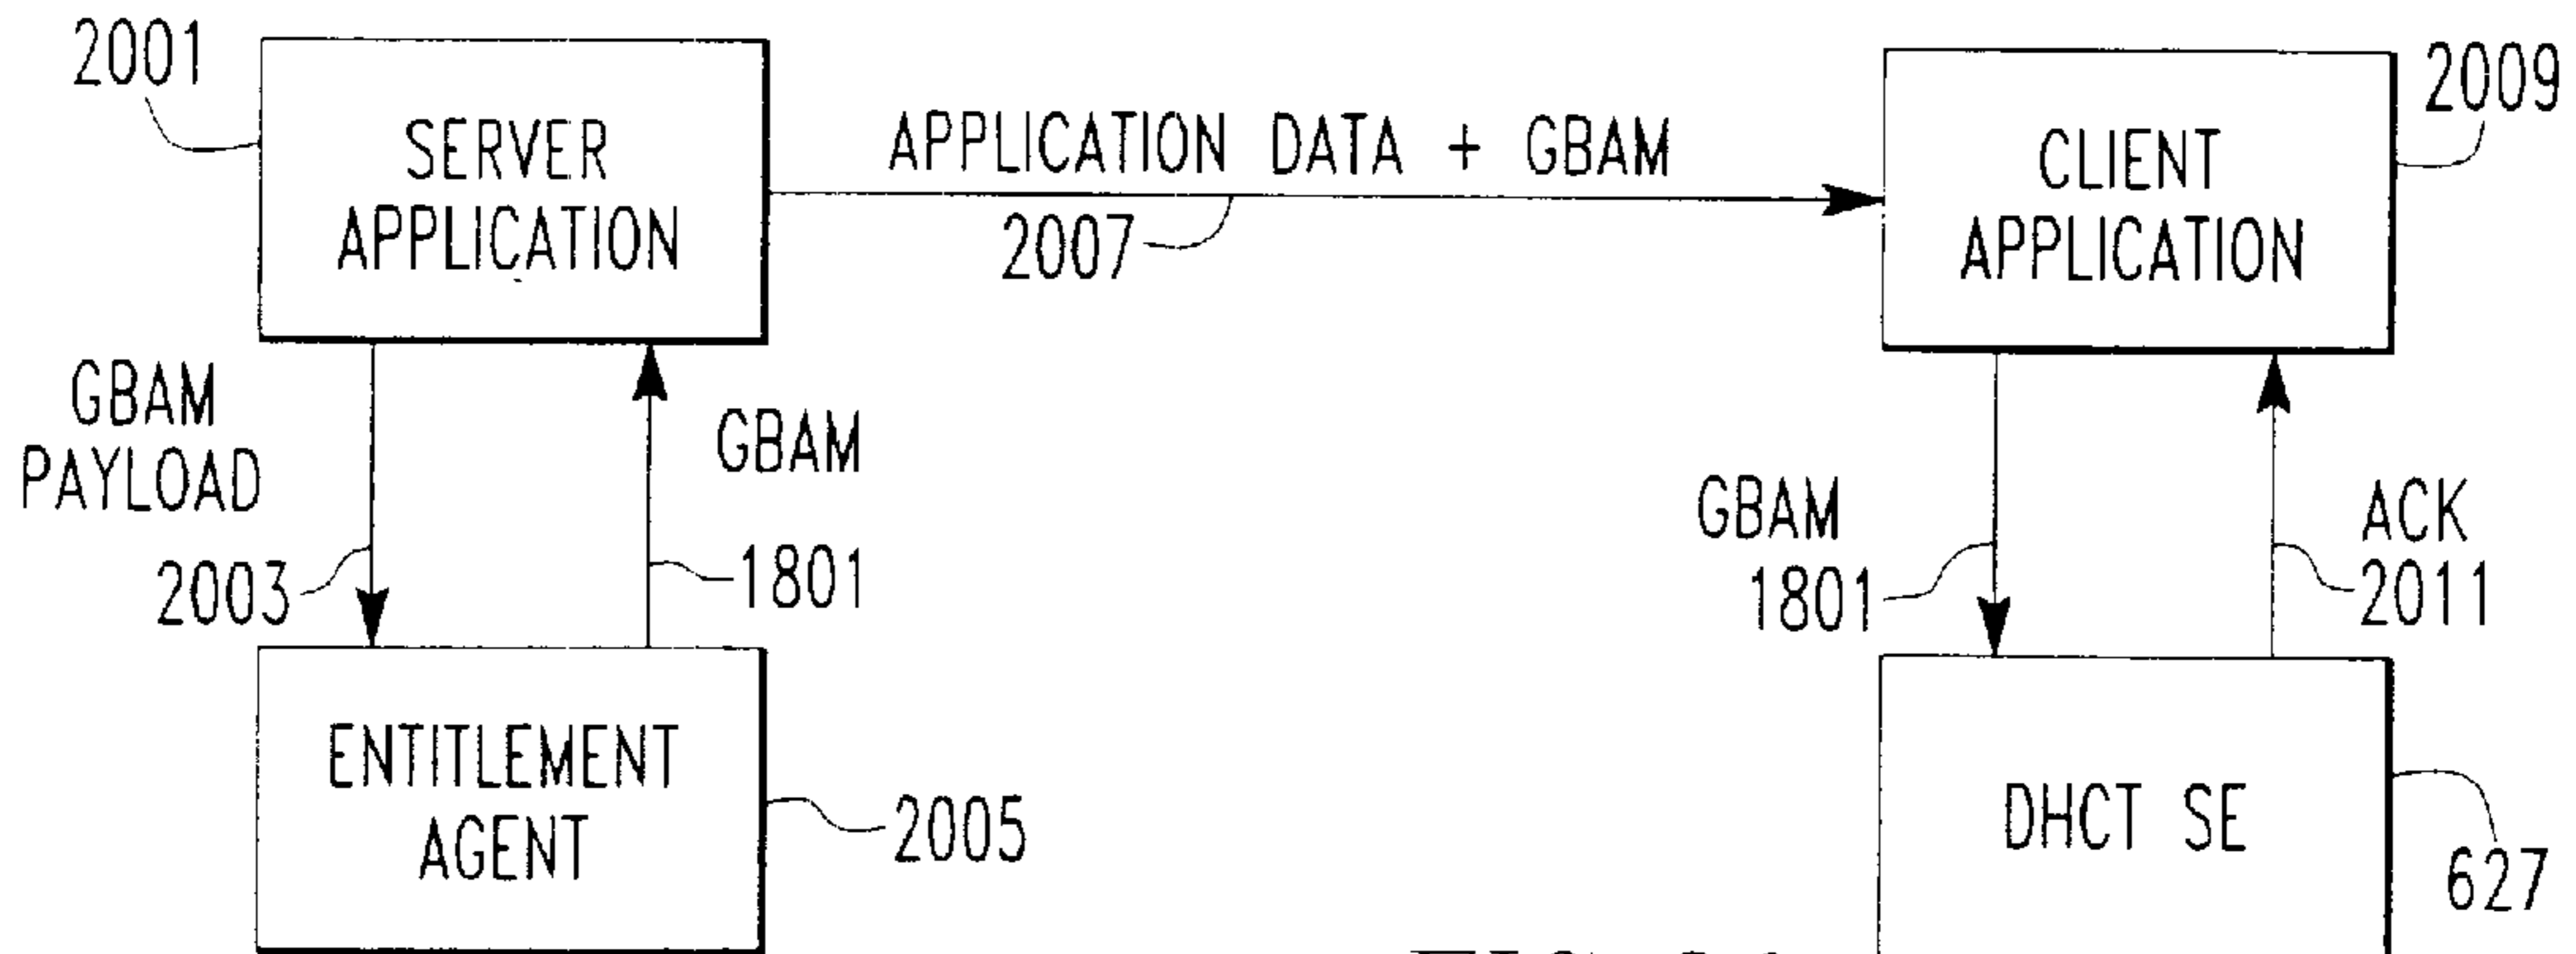 2001
SERVER
APPLICATION
APPLICATION DATA + GBAM
2007
CLIENT
APPLICATION
2009
GBAM
PAYLOAD
2003
GBAM
1801
GBAM
1801
ACK
2011
ENTITLEMENT
AGENT
2005
DHCT SE
627